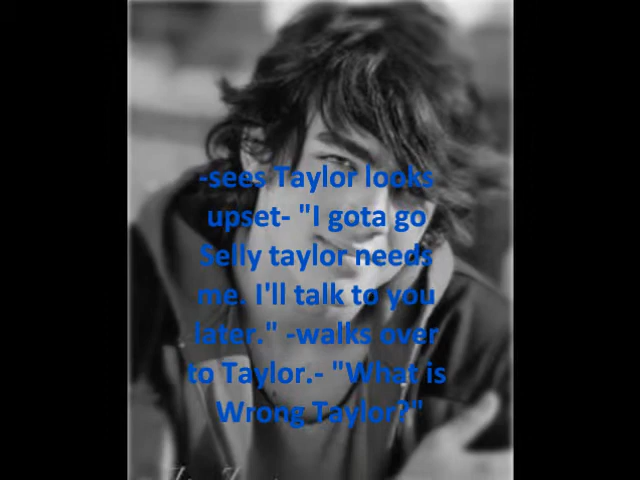 -sees Taylor looks
upset- "I gota go
Selly taylor needs
me. I'll talk to you
later." -walks over
to Taylor.- "What is
Wrong Taylor?"